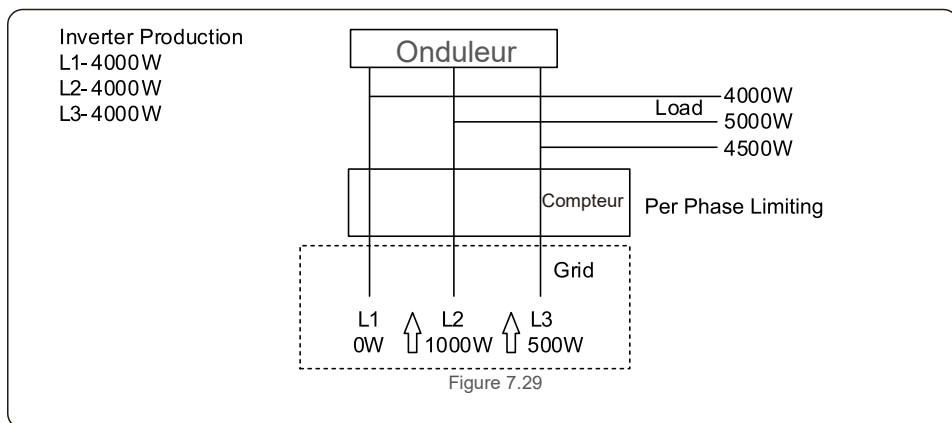 Inverter Production
L1-4000W
L2-4000W
L3-4000W
Onduleur
Load
4000W
5000W
4500W
Compteur
Per Phase Limiting
Grid
L1 L2 L3
0W 1000W 500W
Figure 7.29